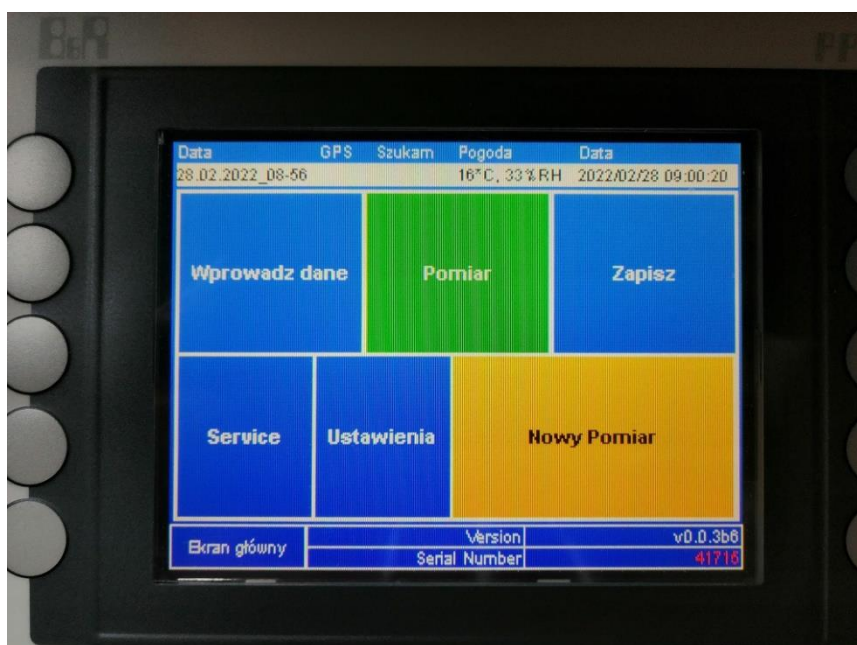 B&R PP
Data GPS Szukam Pogoda Data
28.02.2022_08-56 16°C, 33%RH 2022/02/28 09:00:20
Wprowadz dane Pomiar Zapisz
Service Ustawienia Nowy Pomiar
Ekran główny Version v0.0.3b6
Serial Number 41716